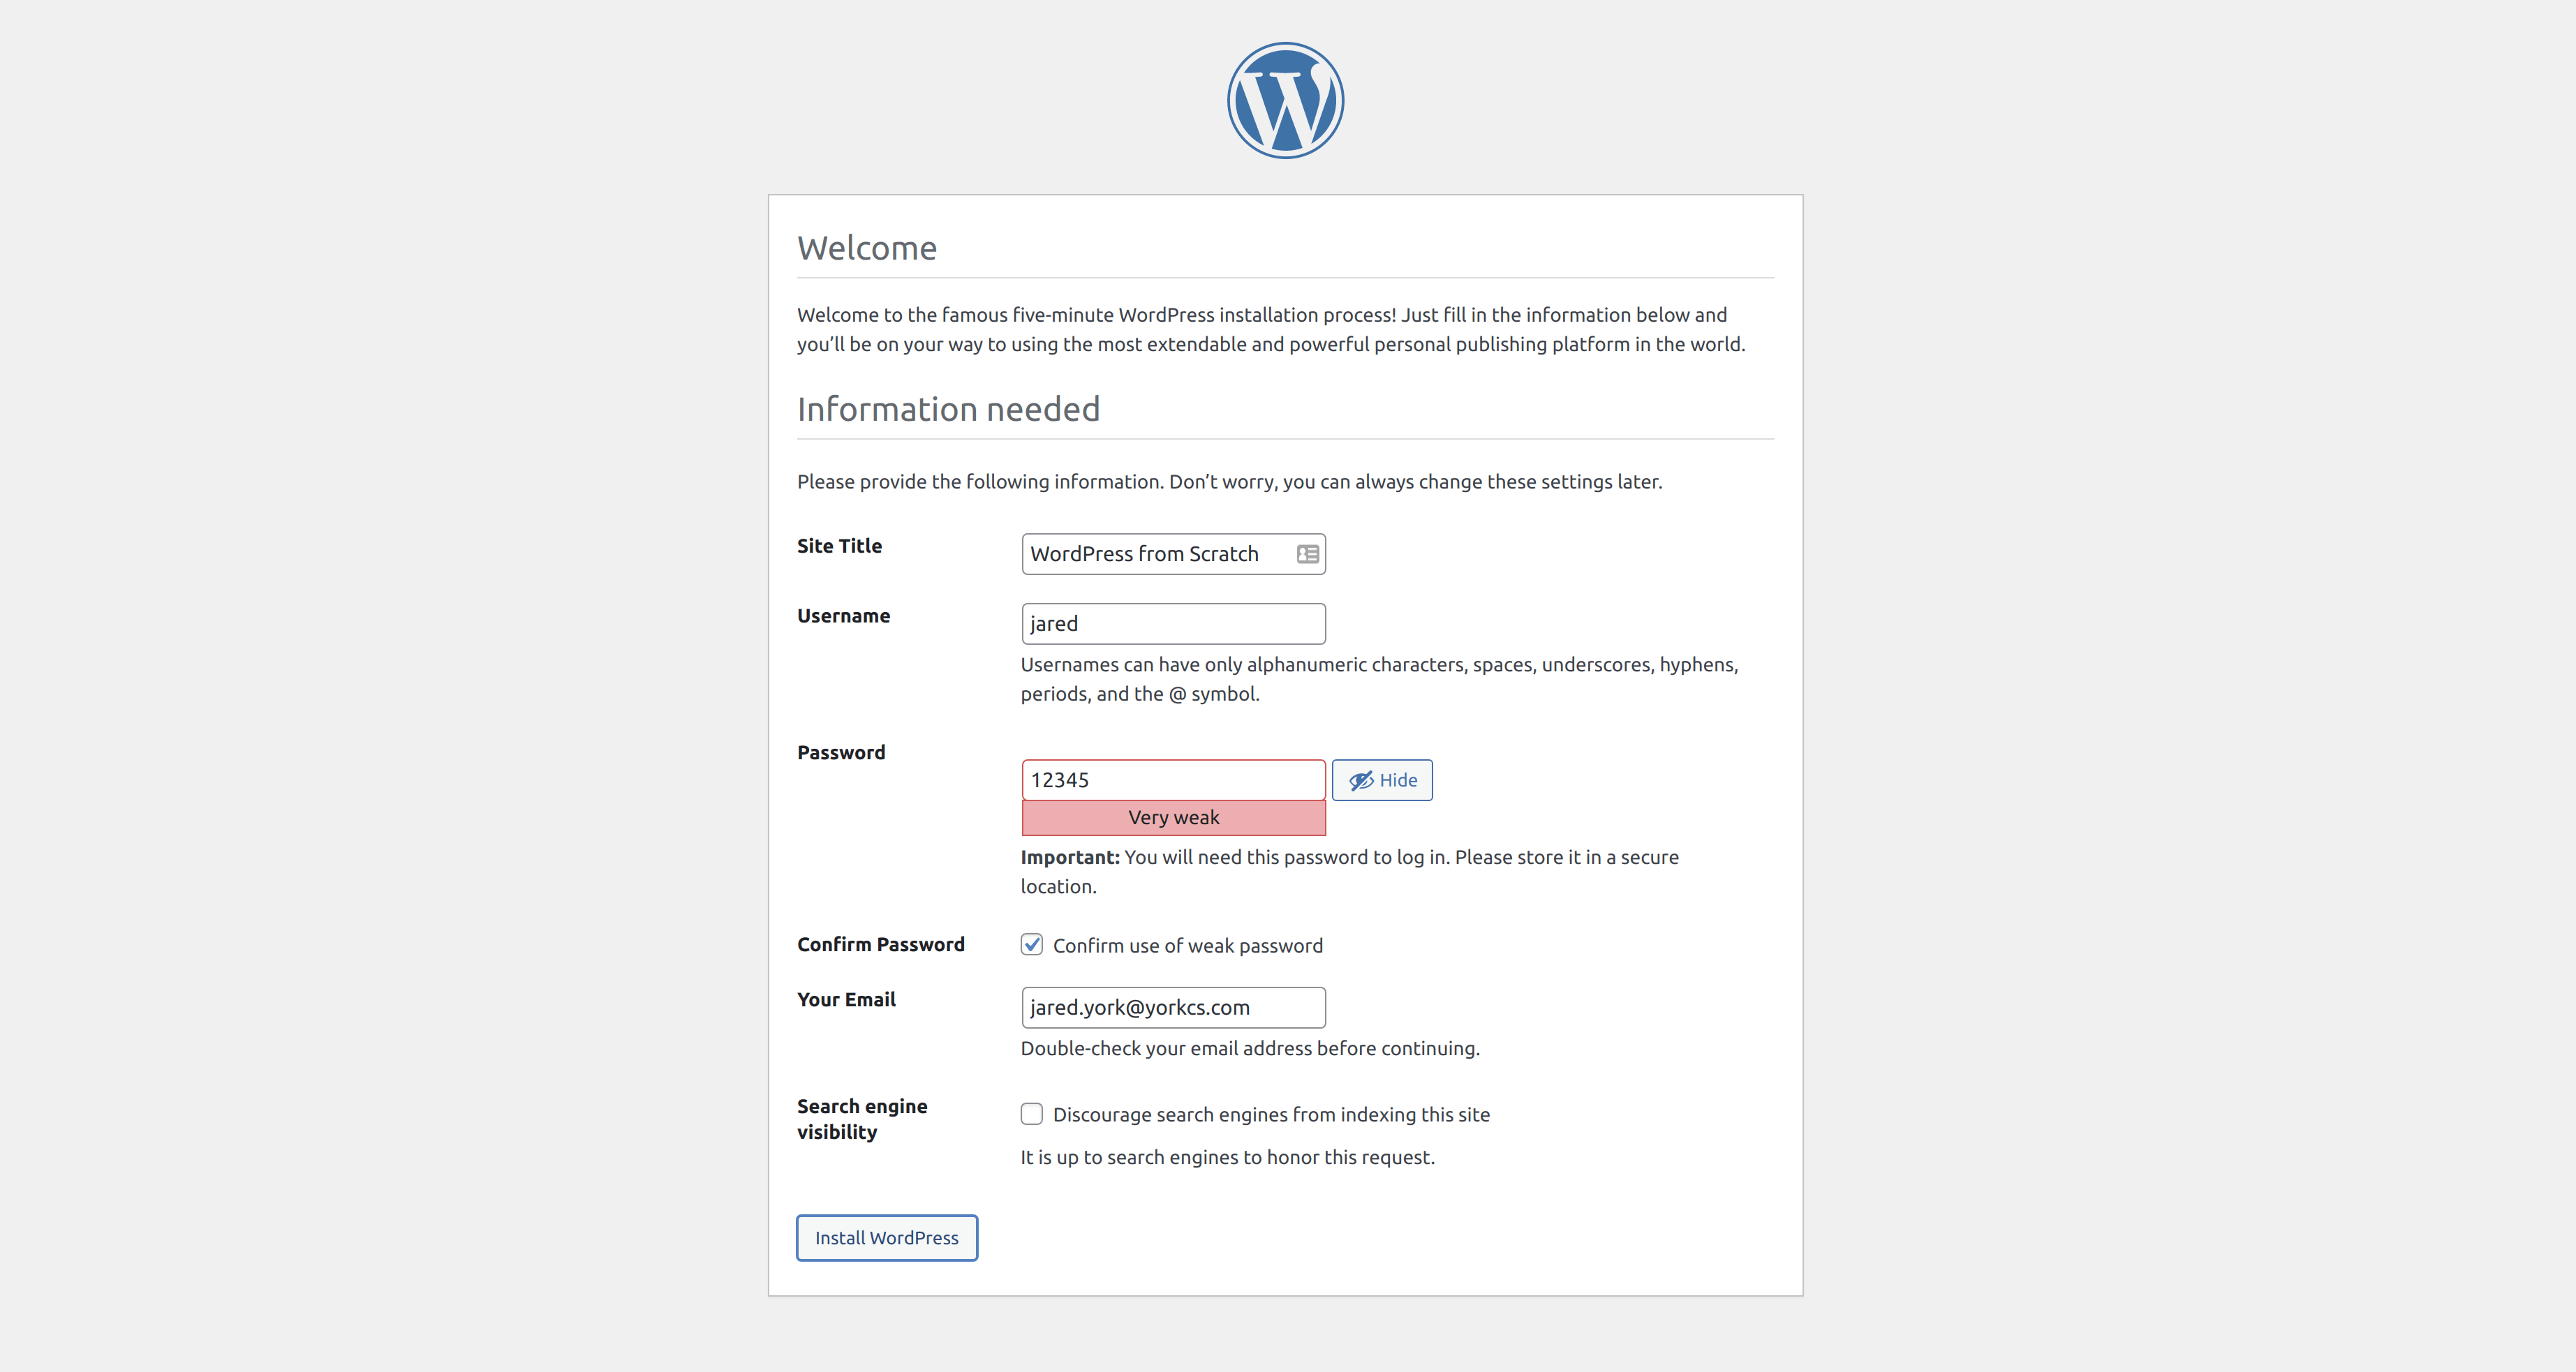 Welcome
Welcome to the famous five-minute WordPress installation process! Just fill in the information below and
you’ll be on your way to using the most extendable and powerful personal publishing platform in the world.
Information needed
Please provide the following information. Don’t worry, you can always change these settings later.
Site Title
WordPress from Scratch
Username
jared
Usernames can have only alphanumeric characters, spaces, underscores, hyphens,
periods, and the @ symbol.
Password
12345
Hide
Very weak
Important: You will need this password to log in. Please store it in a secure
location.
Confirm Password
Confirm use of weak password
Your Email
jared.york@yorkcs.com
Double-check your email address before continuing.
Search engine
visibility
Discourage search engines from indexing this site
It is up to search engines to honor this request.
Install WordPress